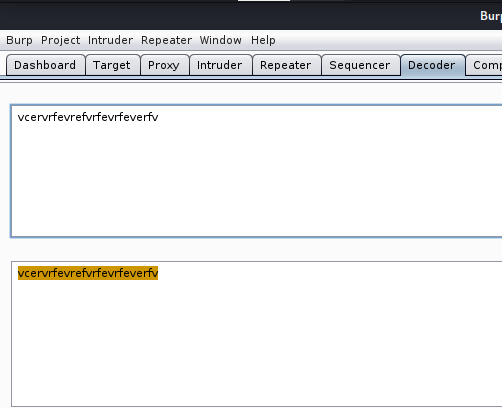 Burp
Burp Project Intruder Repeater Window Help
Dashboard Target Proxy Intruder Repeater Sequencer Decoder Comp
vcervrfevrefvrfevrfeverfv
vcervrfevrefvrfevrfeverfv